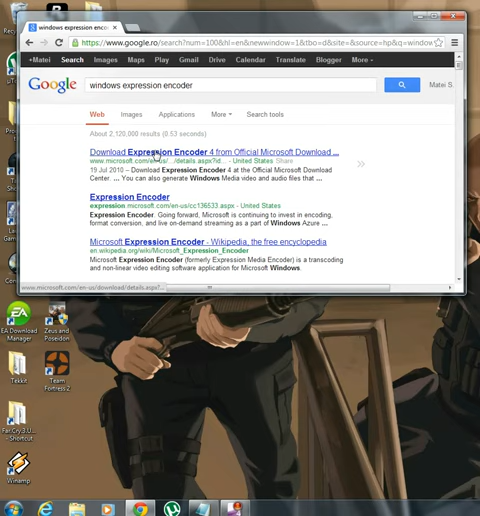 windows expression encoc
https://www.google.ro/search?num=100&hl=en&newwindow=1&tbo=d&site=&source=hp&q=window
+Matei Search Images Maps Play Gmail Drive Calendar Translate Blogger More
Google windows expression encoder Matei S
Web Images Applications More Search tools
About 2,120,000 results (0.53 seconds)
Download Expression Encoder 4 from Official Microsoft Download ...
www.microsoft.com/en-us/.../details.aspx?id... - United States Share
19 Jul 2010 – Download Expression Encoder 4 at the Official Microsoft Download
Center. ... You can also generate Windows Media video and audio files that ...
Expression Encoder
expression.microsoft.com/en-us/cc136533.aspx - United States
Expression Encoder. Going forward, Microsoft is continuing to invest in encoding,
format conversion, and on-demand streaming as a part of Windows Azure ...
Microsoft Expression Encoder - Wikipedia, the free encyclopedia
en.wikipedia.org/wiki/Microsoft_Expression_Encoder
Microsoft Expression Encoder (formerly Expression Media Encoder) is a transcoding
and non-linear video editing software application for Microsoft Windows.
www.microsoft.com/en-us/download/details.aspx?...
EA Download Manager
Zeus and Poseidon
Tekkit
Team Fortress 2
Far.Cry.3.U... - Shortcut
Winamp